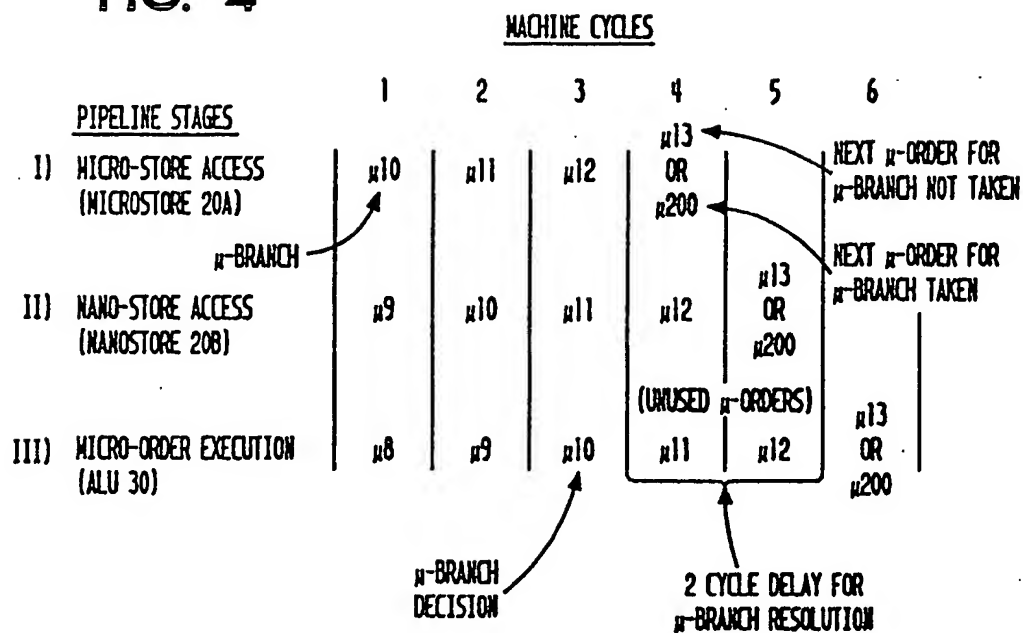 FIG. 4
MACHINE CYCLES
1 2 3 4 5 6
PIPELINE STAGES
I) MICRO-STORE ACCESS
(MICROSTORE 20A)
μ10 μ11 μ12
μ13
OR
μ200
NEXT μ-ORDER FOR
μ-BRANCH NOT TAKEN
μ-BRANCH
NEXT μ-ORDER FOR
μ-BRANCH TAKEN
II) NANO-STORE ACCESS
(NANOSTORE 20B)
μ9 μ10 μ11 μ12
μ13
OR
μ200
(UNUSED μ-ORDERS)
III) MICRO-ORDER EXECUTION
(ALU 30)
μ8 μ9 μ10 μ11 μ12
μ13
OR
μ200
μ-BRANCH
DECISION
2 CYCLE DELAY FOR
μ-BRANCH RESOLUTION